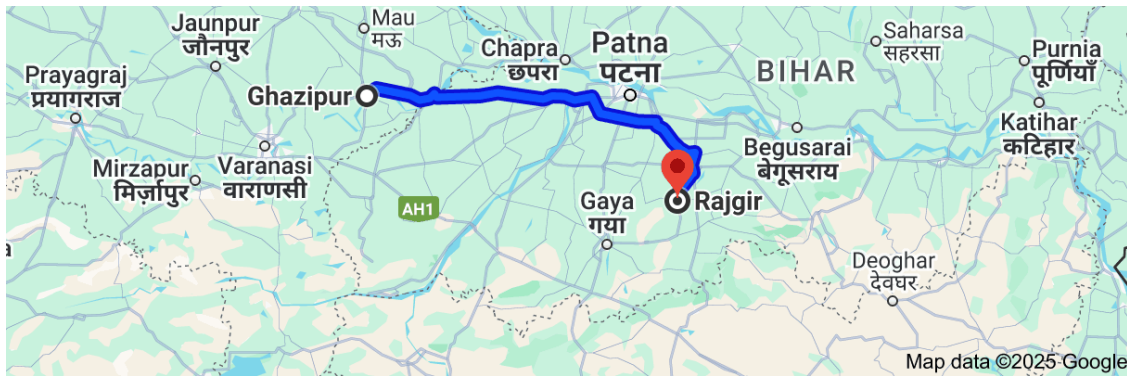 Mau
मऊ
Jaunpur
जौनपुर
Chapra
छपरा
Patna
पटना
Saharsa
सहरसा
Purnia
पूर्णियाँ
BIHAR
Prayagraj
प्रयागराज
Ghazipur
Katihar
कटिहार
Begusarai
बेगूसराय
Varanasi
वाराणसी
Mirzapur
मिर्ज़ापुर
AH1
Gaya
गया
Rajgir
Deoghar
देवघर
Map data ©2025 Google